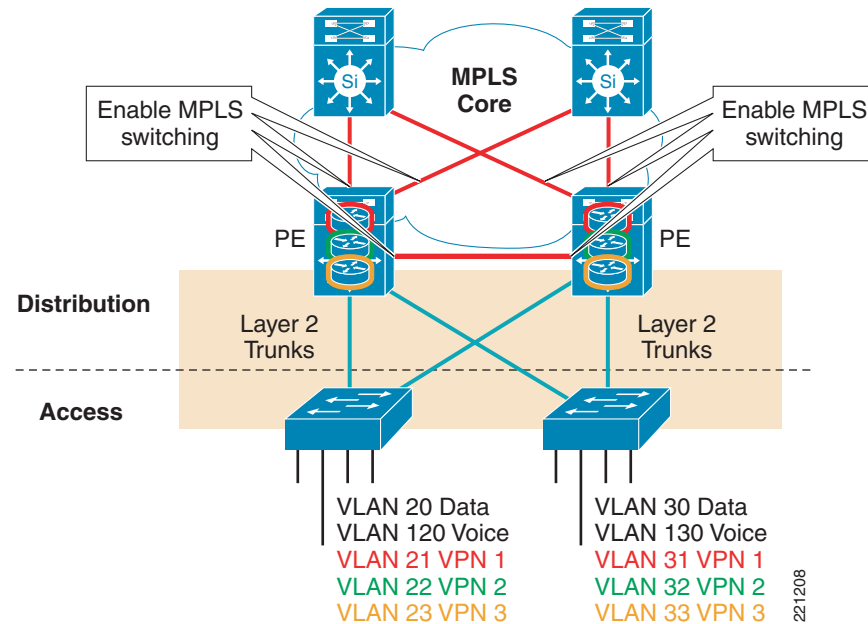 Si
Si
MPLS
Core
Enable MPLS
switching
Enable MPLS
switching
PE
PE
Distribution
Layer 2
Trunks
Layer 2
Trunks
Access
VLAN 20 Data
VLAN 120 Voice
VLAN 21 VPN 1
VLAN 22 VPN 2
VLAN 23 VPN 3
VLAN 30 Data
VLAN 130 Voice
VLAN 31 VPN 1
VLAN 32 VPN 2
VLAN 33 VPN 3
221208